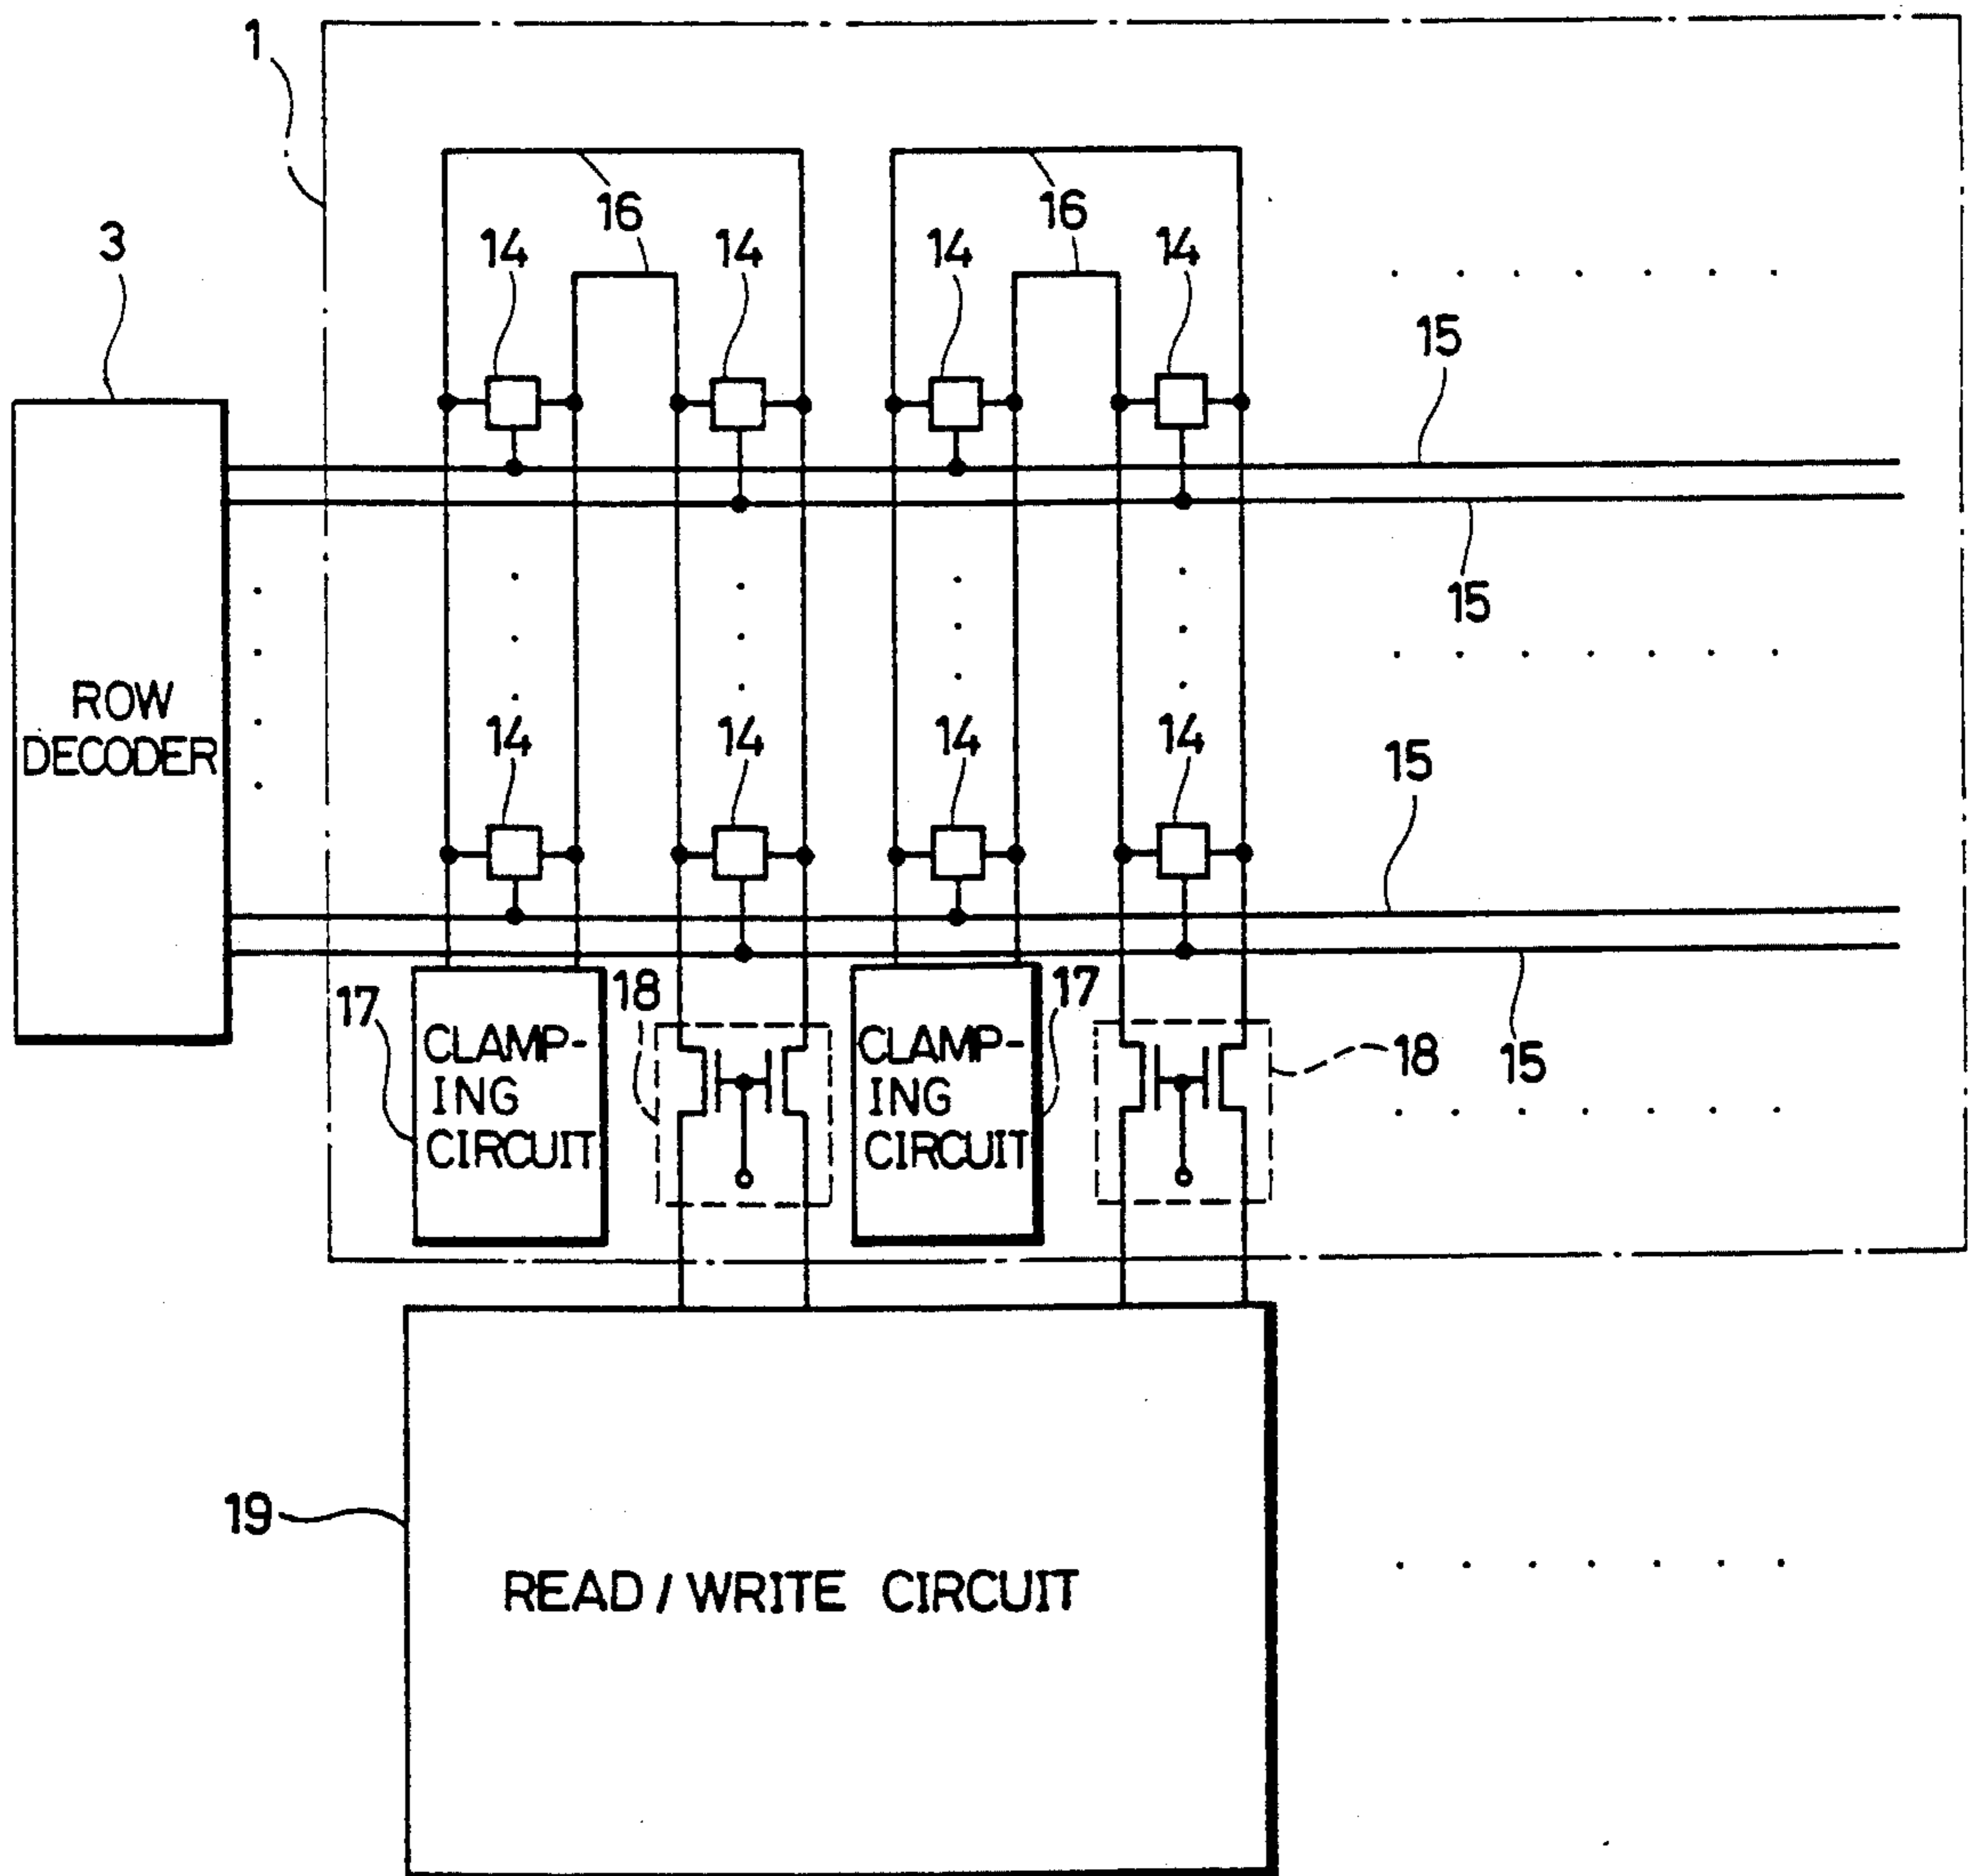 1
16
16
3
14
14
14
14
15
15
ROW
DECODER
14
14
14
14
15
17
CLAMP-
ING
CIRCUIT
18
CLAMP-
ING
CIRCUIT
17
18
15
19
READ / WRITE CIRCUIT